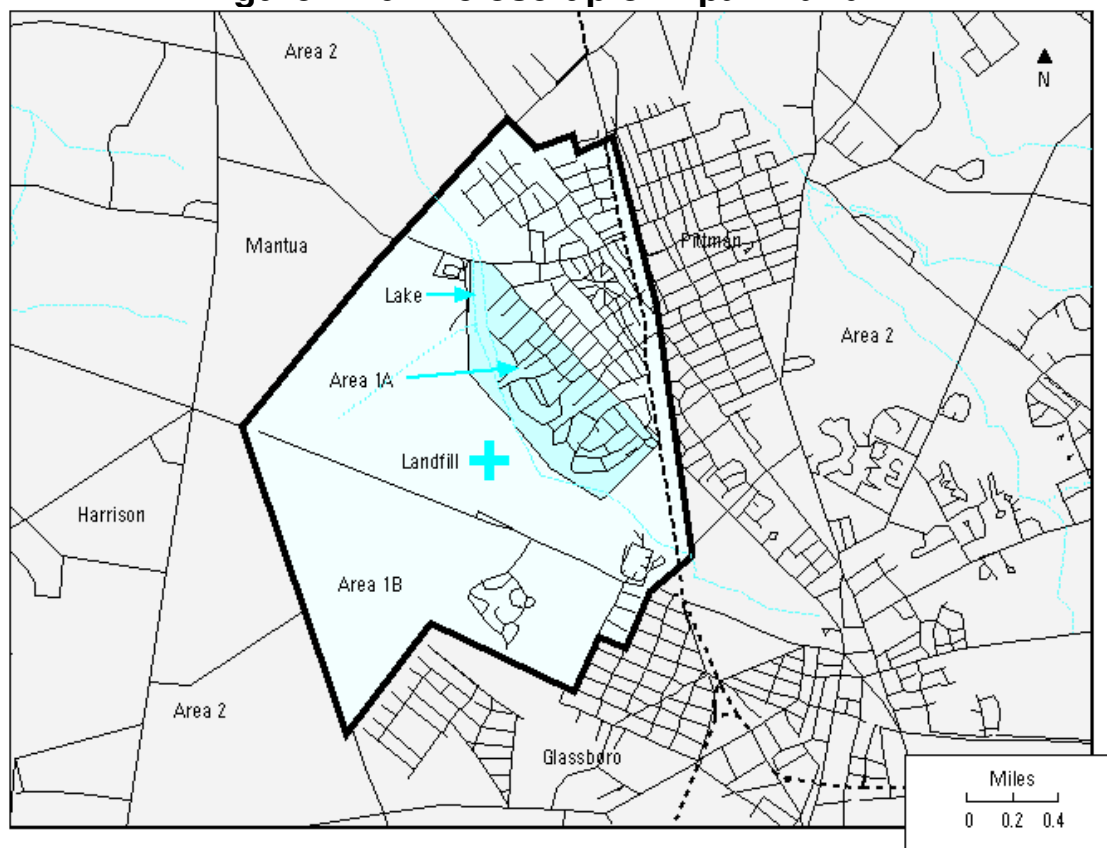 Area 2
N
Mantua
Pittman
Lake
Area 2
Area 1A
Landfill
Harrison
Area 1B
Area 2
Glassboro
Miles
0 0.2 0.4